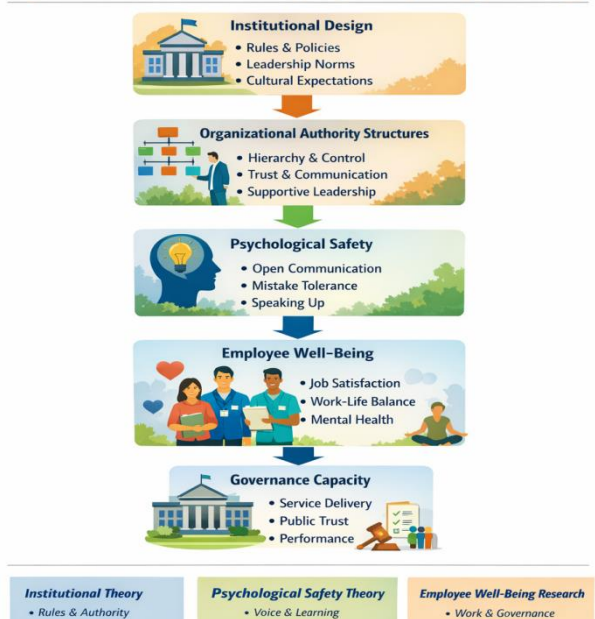 Institutional Design
• Rules & Policies
• Leadership Norms
• Cultural Expectations
Organizational Authority Structures
• Hierarchy & Control
• Trust & Communication
• Supportive Leadership
Psychological Safety
• Open Communication
• Mistake Tolerance
• Speaking Up
Employee Well-Being
• Job Satisfaction
• Work-Life Balance
• Mental Health
Governance Capacity
• Service Delivery
• Public Trust
• Performance
Institutional Theory
• Rules & Authority
Psychological Safety Theory
• Voice & Learning
Employee Well-Being Research
• Work & Governance